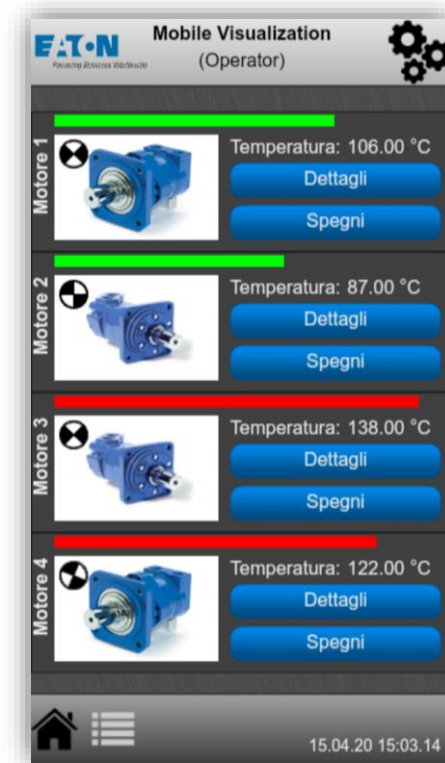 EATON
Powering Business Worldwide
Mobile Visualization
(Operator)
Motore 1
Temperatura: 106.00 °C
Dettagli
Spegni
Motore 2
Temperatura: 87.00 °C
Dettagli
Spegni
Motore 3
Temperatura: 138.00 °C
Dettagli
Spegni
Motore 4
Temperatura: 122.00 °C
Dettagli
Spegni
15.04.20 15:03.14